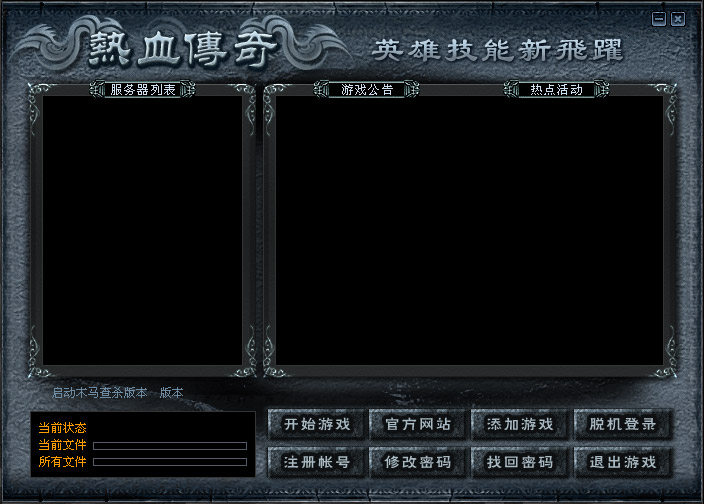 熱血傳奇
英雄技能新飛躍
服务器列表
游戏公告
热点活动
启动木马查杀版本 版本
当前状态
当前文件
所有文件
开始游戏 官方网站 添加游戏 脱机登录
注册帐号 修改密码 找回密码 退出游戏